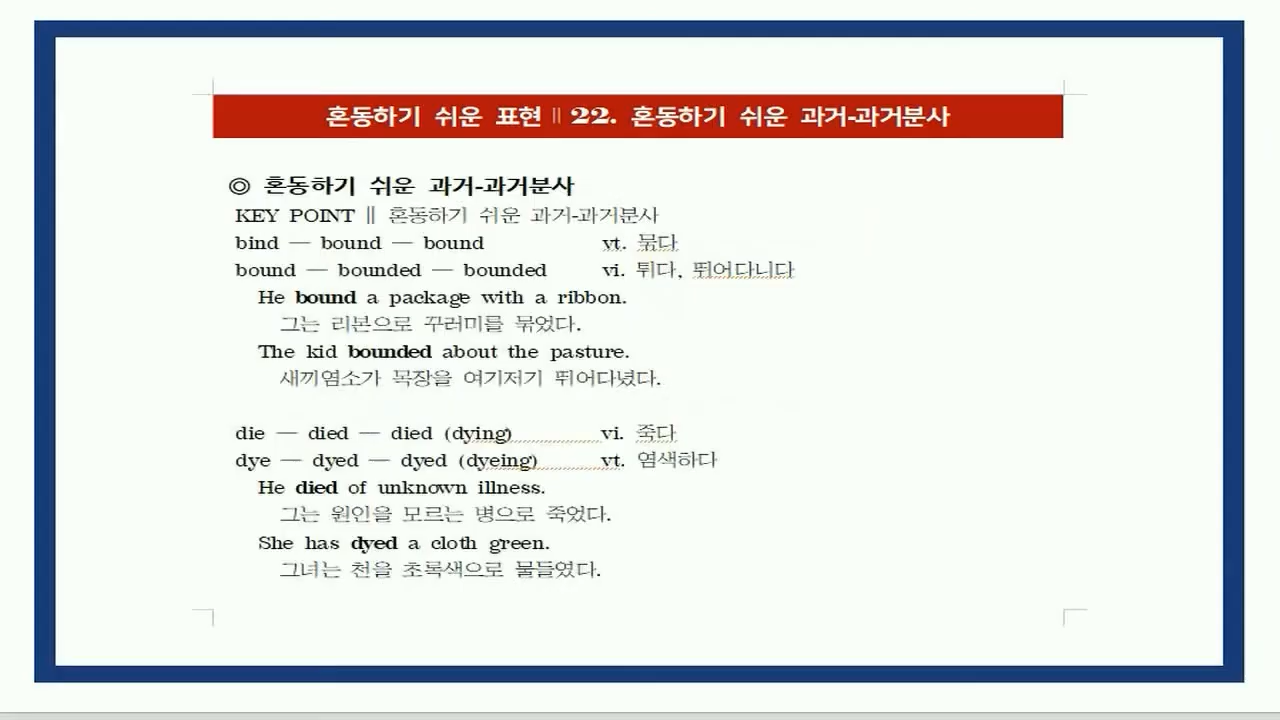 혼동하기 쉬운 표현 ∥ 22. 혼동하기 쉬운 과거-과거분사
◎ 혼동하기 쉬운 과거-과거분사
KEY POINT ∥ 혼동하기 쉬운 과거-과거분사
bind — bound — bound vt. 묶다
bound — bounded — bounded vi. 튀다, 뛰어다니다
He bound a package with a ribbon.
그는 리본으로 꾸러미를 묶었다.
The kid bounded about the pasture.
새끼염소가 목장을 여기저기 뛰어다녔다.
die — died — died (dying) vi. 죽다
dye — dyed — dyed (dyeing) vt. 염색하다
He died of unknown illness.
그는 원인을 모르는 병으로 죽었다.
She has dyed a cloth green.
그녀는 천을 초록색으로 물들였다.